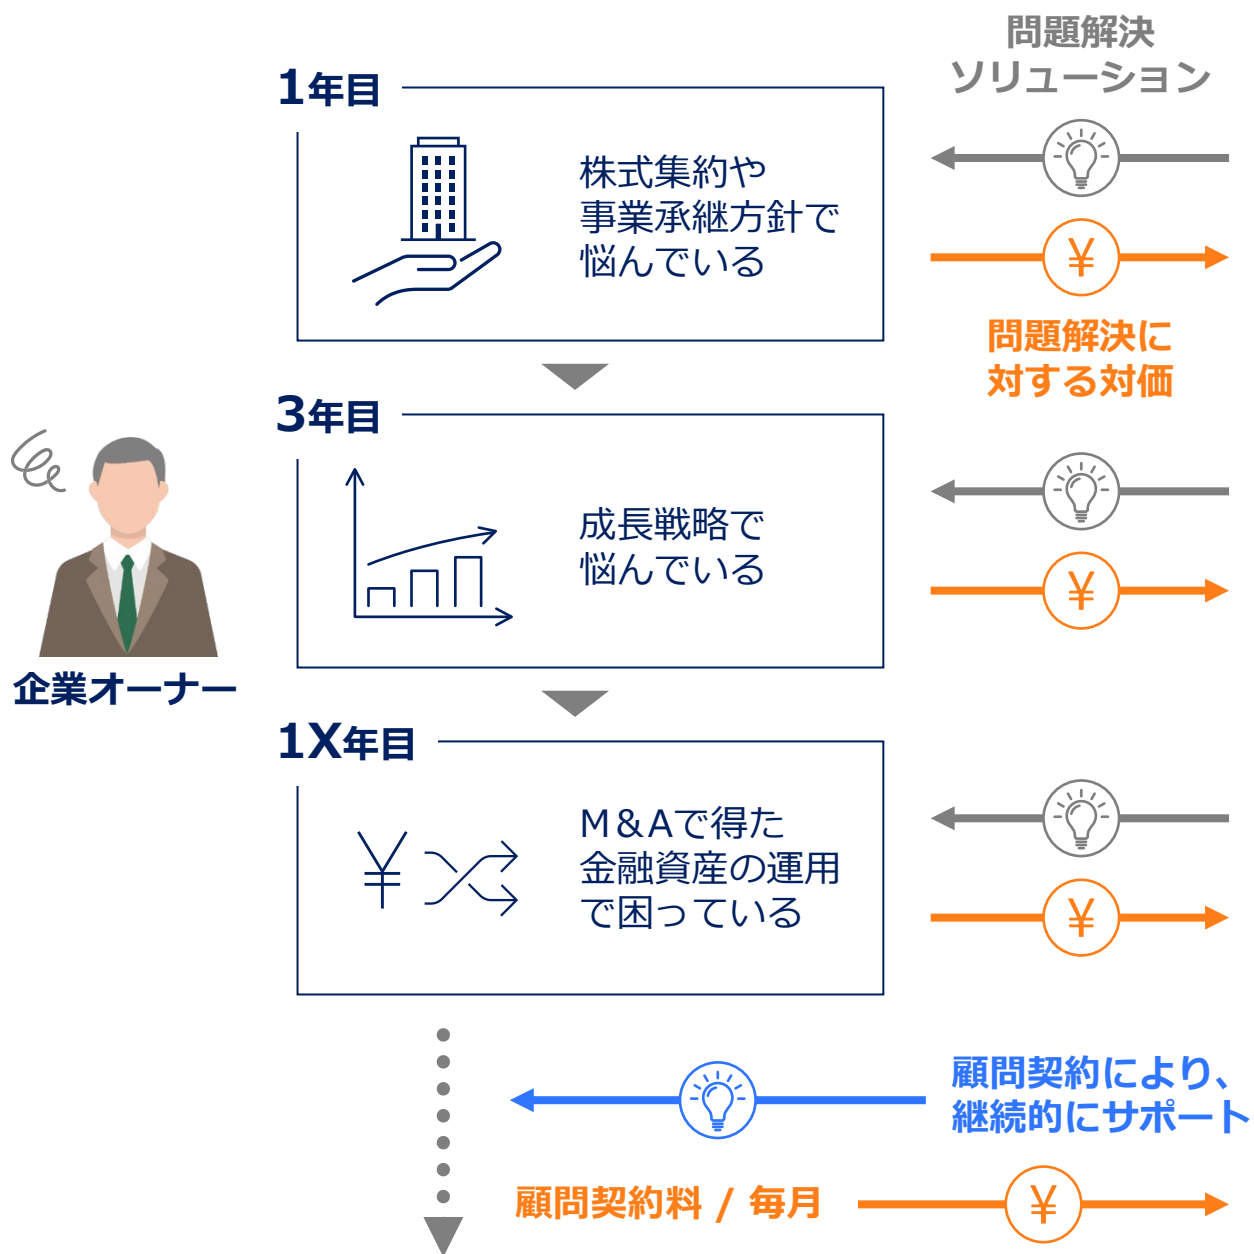 問題解決
ソリューション
1年目
株式集約や
事業承継方針で
悩んでいる
¥
問題解決に
対する対価
3年目
成長戦略で
悩んでいる
¥
企業オーナー
1X年目
¥
M&Aで得た
金融資産の運用
で困っている
¥
顧問契約により、
継続的にサポート
顧問契約料 / 毎月
¥